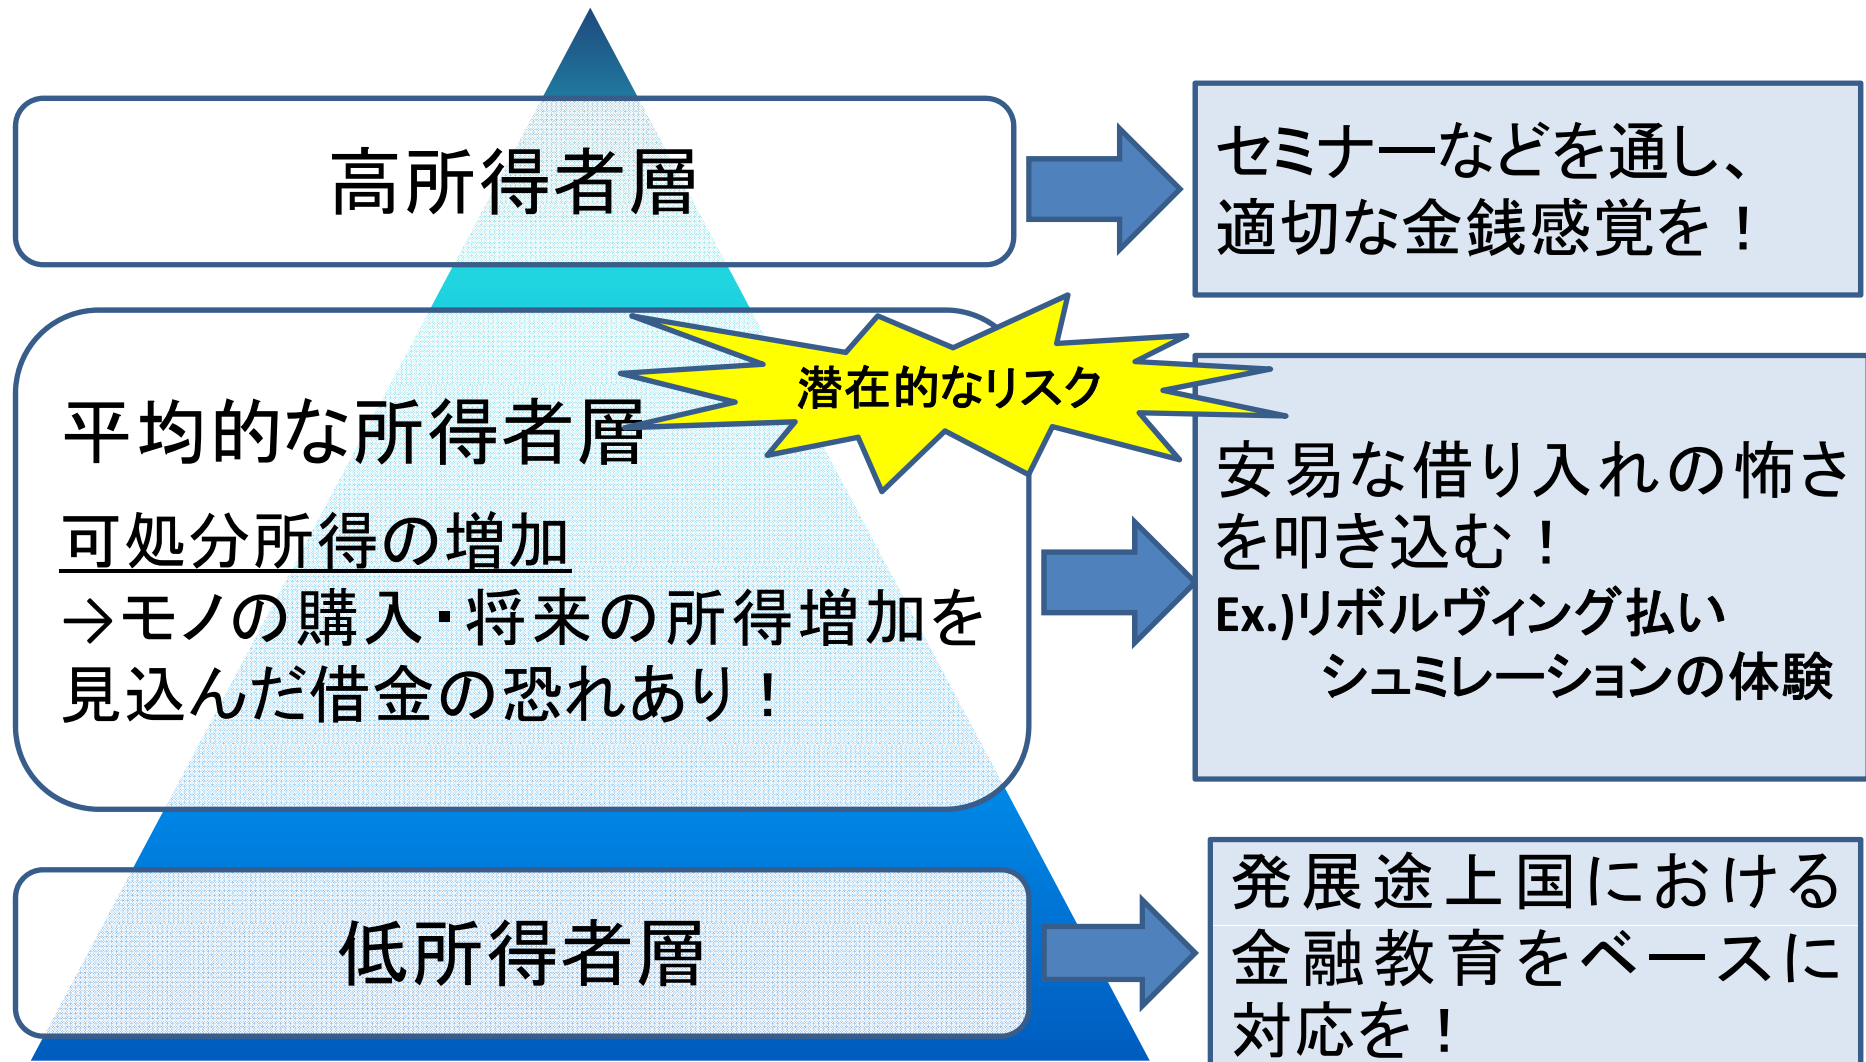 高所得者層
セミナーなどを通し、
適切な金銭感覚を！
潜在的なリスク
平均的な所得者層
可処分所得の増加
→モノの購入・将来の所得増加を
見込んだ借金の恐れあり！
安易な借り入れの怖さ
を叩き込む！
Ex.)リボルヴィング払い
シュミレーションの体験
低所得者層
発展途上国における
金融教育をベースに
対応を！